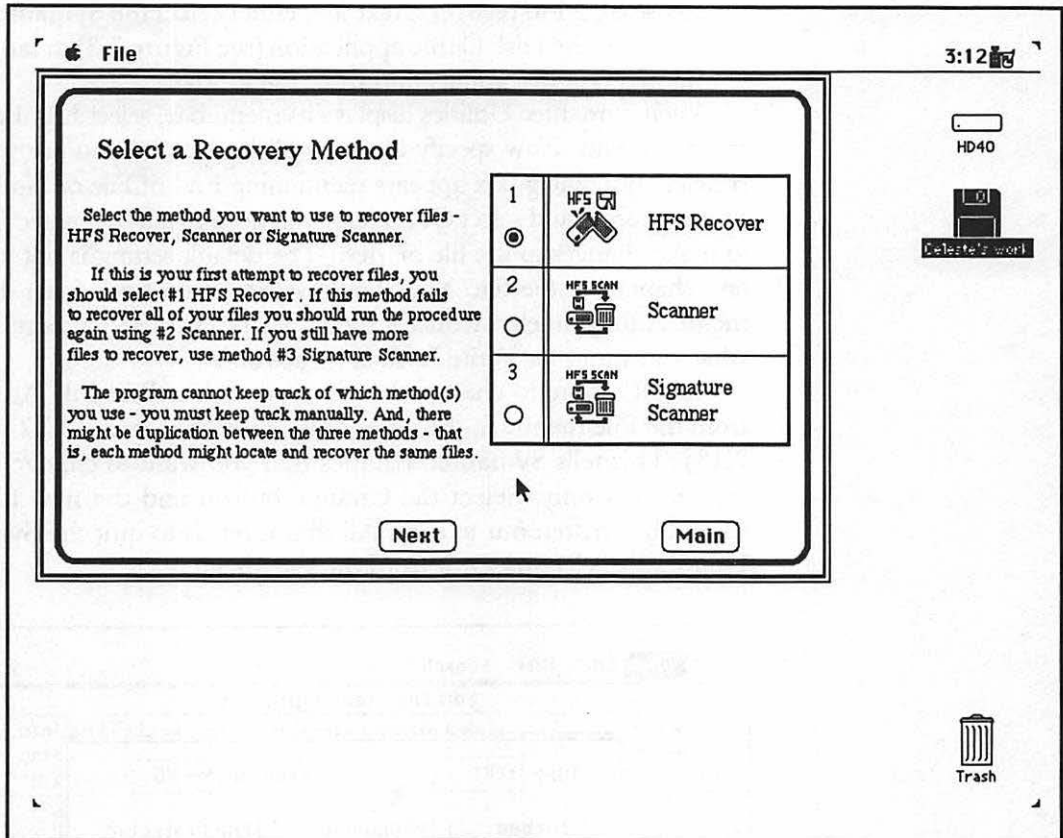 File
3:12
Select a Recovery Method
Select the method you want to use to recover files -
HFS Recover, Scanner or Signature Scanner.
If this is your first attempt to recover files, you
should select #1 HFS Recover . If this method fails
to recover all of your files you should run the procedure
again using #2 Scanner. If you still have more
files to recover, use method #3 Signature Scanner.
The program cannot keep track of which method(s)
you use - you must keep track manually. And, there
might be duplication between the three methods - that
is, each method might locate and recover the same files.
1
HFS
HFS Recover
2
HFS SCAN
Scanner
3
HFS SCAN
Signature
Scanner
Next
Main
HD40
Celeste's work
Trash